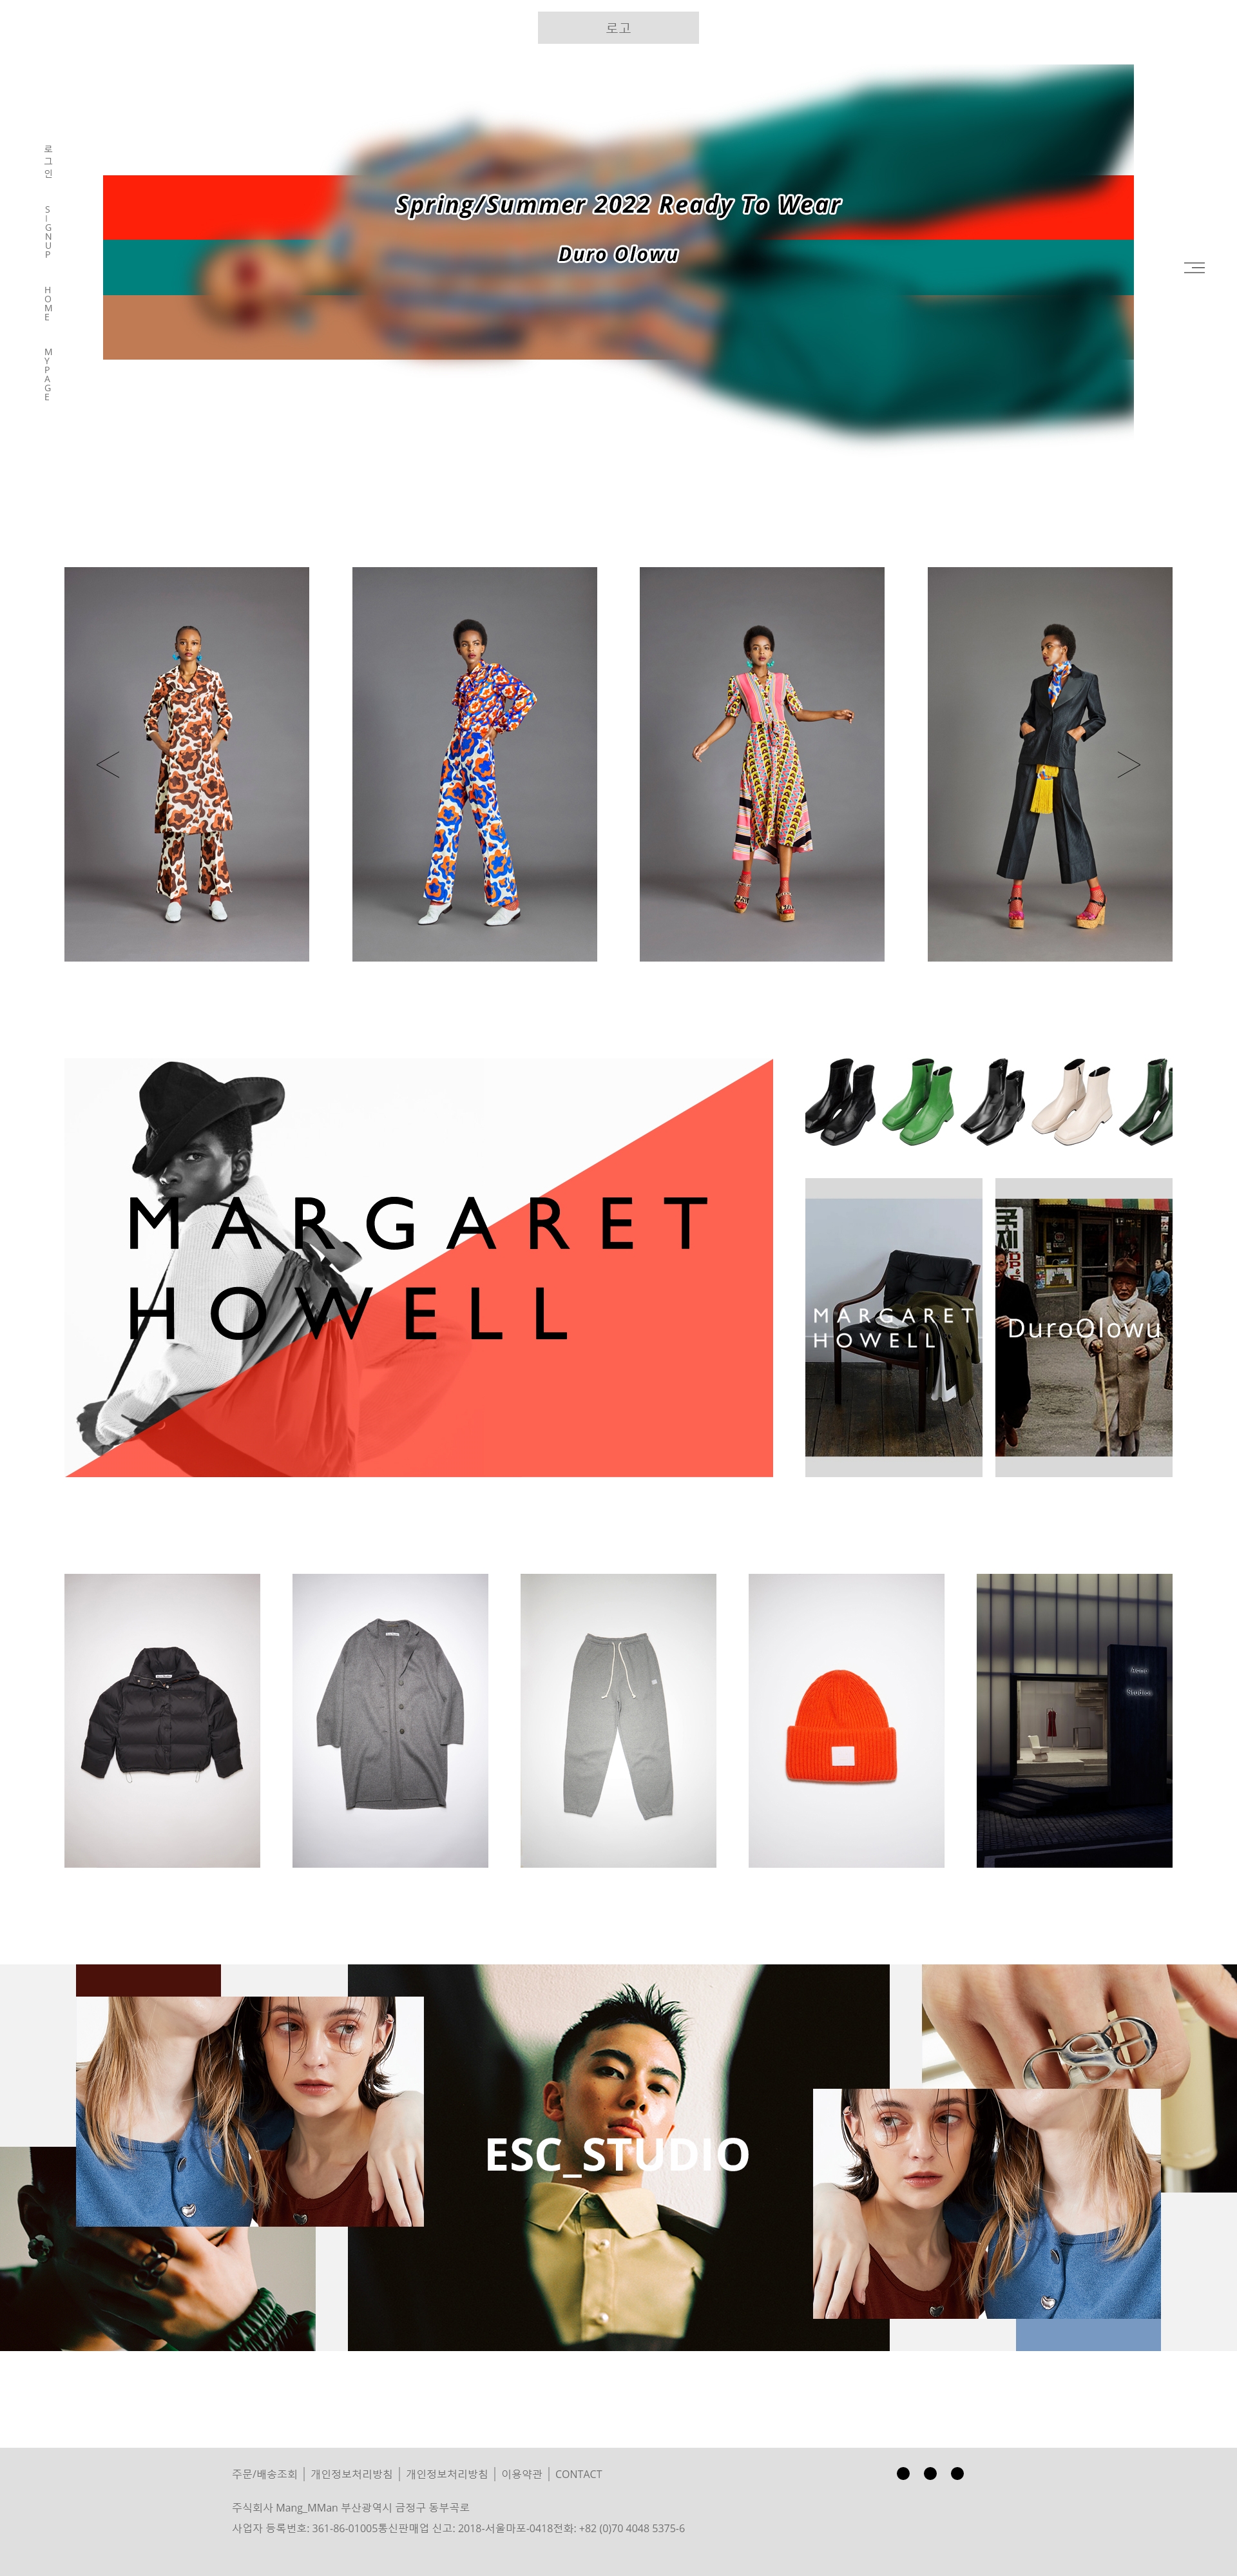 로고
로그인
SIGNUP
HOME
MYPAGE
Spring/Summer 2022 Ready To Wear
Duro Olowu
MARGARET
HOWELL
MARGARET
HOWELL
DuroOlowu
Acne
Studios
ESC_STUDIO
주문/배송조회 | 개인정보처리방침 | 개인정보처리방침 | 이용약관 | CONTACT
주식회사 Mang_MMan 부산광역시 금정구 동부곡로
사업자 등록번호: 361-86-01005통신판매업 신고: 2018-서울마포-0418전화: +82 (0)70 4048 5375-6